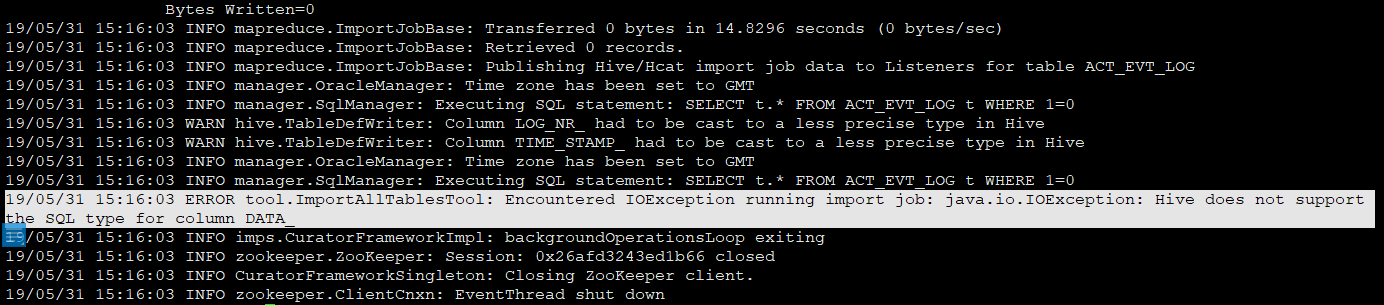 Bytes Written=0
19/05/31 15:16:03 INFO mapreduce.ImportJobBase: Transferred 0 bytes in 14.8296 seconds (0 bytes/sec)
19/05/31 15:16:03 INFO mapreduce.ImportJobBase: Retrieved 0 records.
19/05/31 15:16:03 INFO mapreduce.ImportJobBase: Publishing Hive/Hcat import job data to Listeners for table ACT_EVT_LOG
19/05/31 15:16:03 INFO manager.OracleManager: Time zone has been set to GMT
19/05/31 15:16:03 INFO manager.SqlManager: Executing SQL statement: SELECT t.* FROM ACT_EVT_LOG t WHERE 1=0
19/05/31 15:16:03 WARN hive.TableDefWriter: Column LOG_NR_ had to be cast to a less precise type in Hive
19/05/31 15:16:03 WARN hive.TableDefWriter: Column TIME_STAMP_ had to be cast to a less precise type in Hive
19/05/31 15:16:03 INFO manager.OracleManager: Time zone has been set to GMT
19/05/31 15:16:03 INFO manager.SqlManager: Executing SQL statement: SELECT t.* FROM ACT_EVT_LOG t WHERE 1=0
19/05/31 15:16:03 ERROR tool.ImportAllTablesTool: Encountered IOException running import job: java.io.IOException: Hive does not support
the SQL type for column DATA_
19/05/31 15:16:03 INFO imps.CuratorFrameworkImpl: backgroundOperationsLoop exiting
19/05/31 15:16:03 INFO zookeeper.ZooKeeper: Session: 0x26afd3243ed1b66 closed
19/05/31 15:16:03 INFO CuratorFrameworkSingleton: Closing ZooKeeper client.
19/05/31 15:16:03 INFO zookeeper.ClientCnxn: EventThread shut down